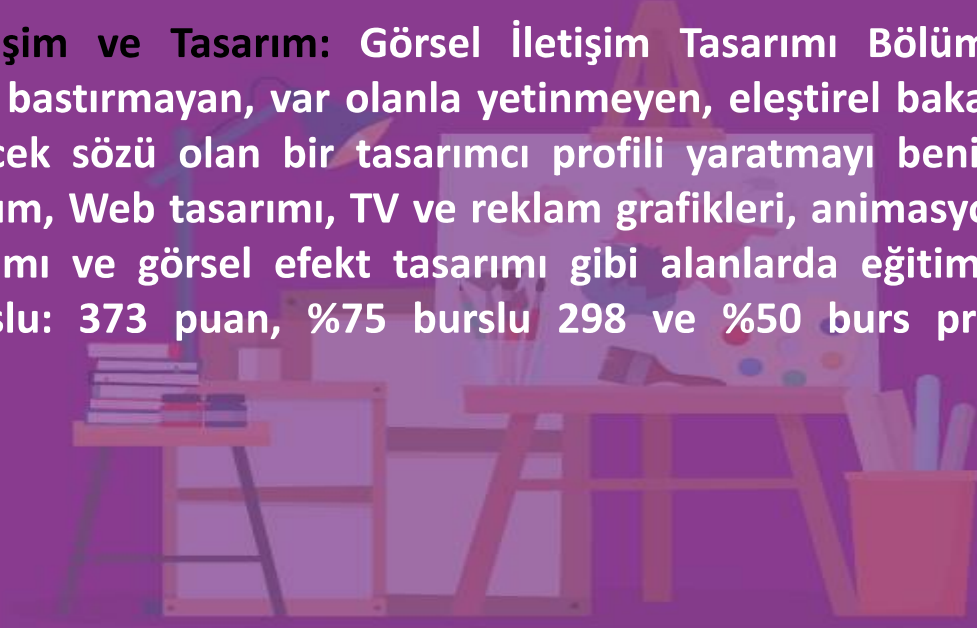 şim ve Tasarım: Görsel İletişim Tasarımı Bölüm
bastırmayan, var olanla yetinmeyen, eleştirel baka
cek sözü olan bir tasarımcı profili yaratmayı beni
ım, Web tasarımı, TV ve reklam grafikleri, animasyo
mı ve görsel efekt tasarımı gibi alanlarda eğitim
slu: 373 puan, %75 burslu 298 ve %50 burs pr